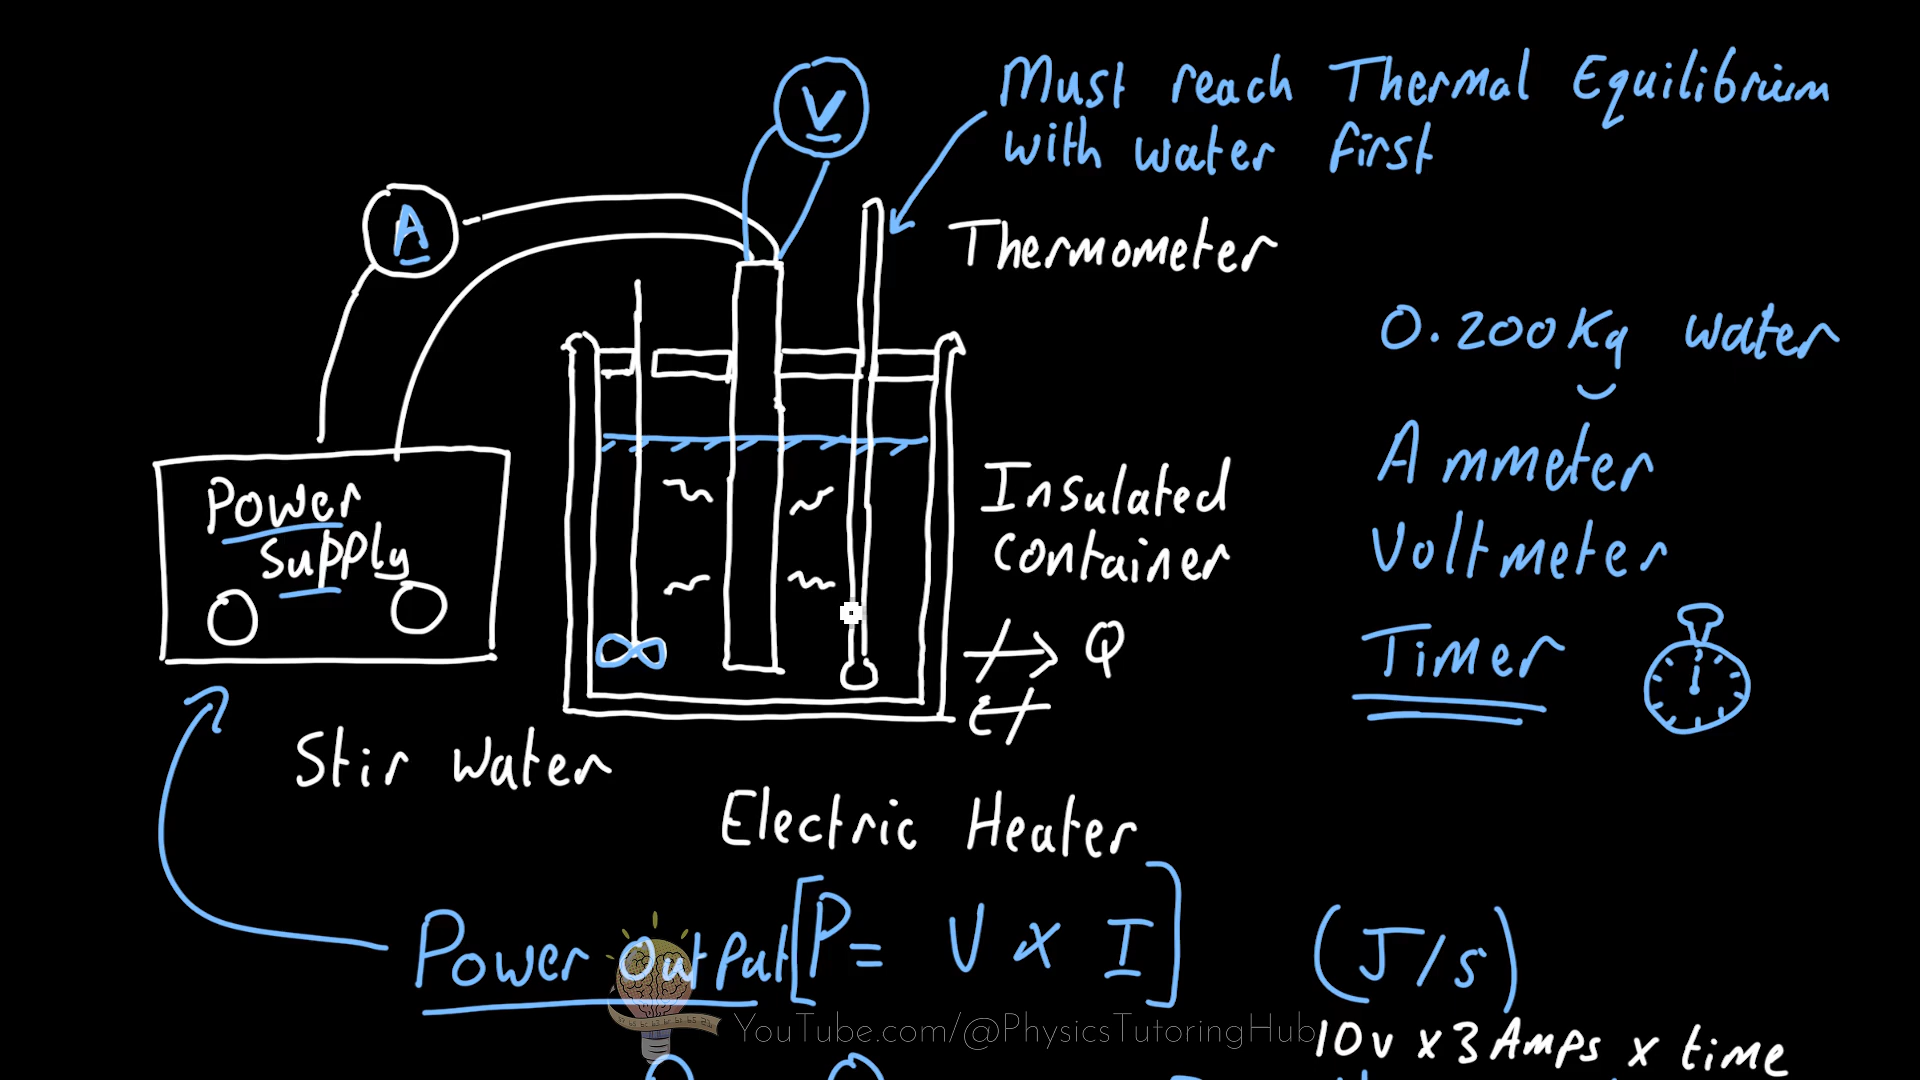 V
Must reach Thermal Equilibrium
with water first
A
Thermometer
0.200Kg water
Ammeter
Power
Supply
Insulated
container
Voltmeter
Q
Timer
Stir water
Electric Heater
Power Output [P = V x I] (J/s)
YouTube.com/@PhysicsTutoringHub
10v x 3 Amps x time